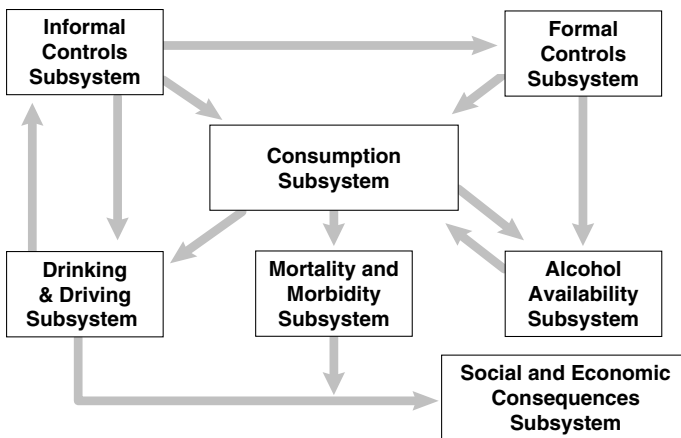 Informal
Controls
Subsystem
Formal
Controls
Subsystem
Consumption
Subsystem
Drinking
& Driving
Subsystem
Mortality and
Morbidity
Subsystem
Alcohol
Availability
Subsystem
Social and Economic
Consequences
Subsystem